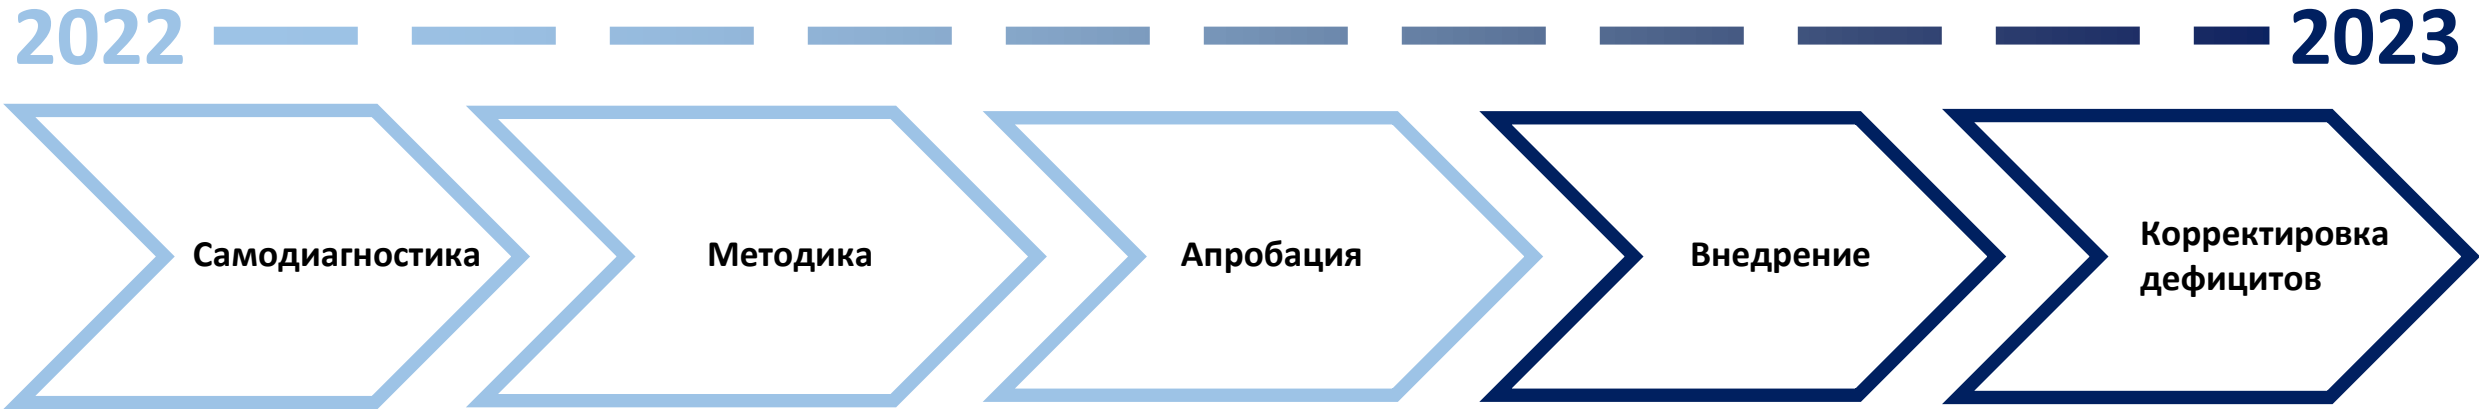 2022 2023
Самодиагностика
Методика
Апробация
Внедрение
Корректировка
дефицитов